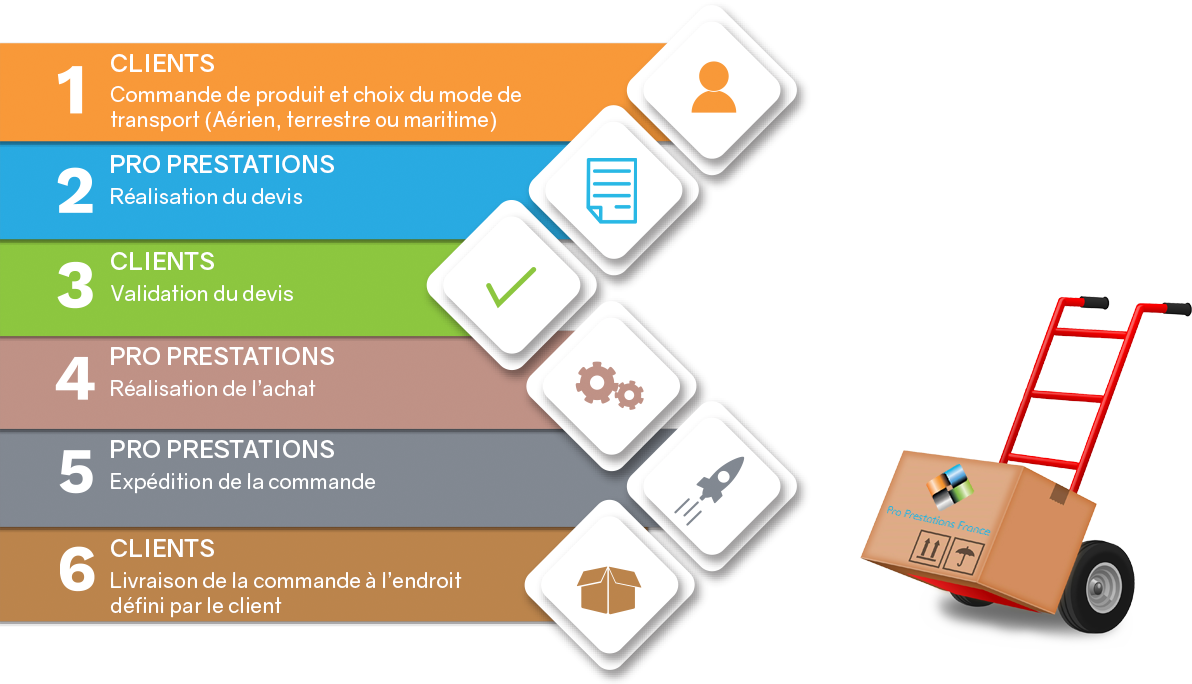 1
CLIENTS
Commande de produit et choix du mode de
transport (Aérien, terrestre ou maritime)
2
PRO PRESTATIONS
Réalisation du devis
3
CLIENTS
Validation du devis
4
PRO PRESTATIONS
Réalisation de l'achat
5
PRO PRESTATIONS
Expédition de la commande
6
CLIENTS
Livraison de la commande à l'endroit
défini par le client
Pro Prestations France